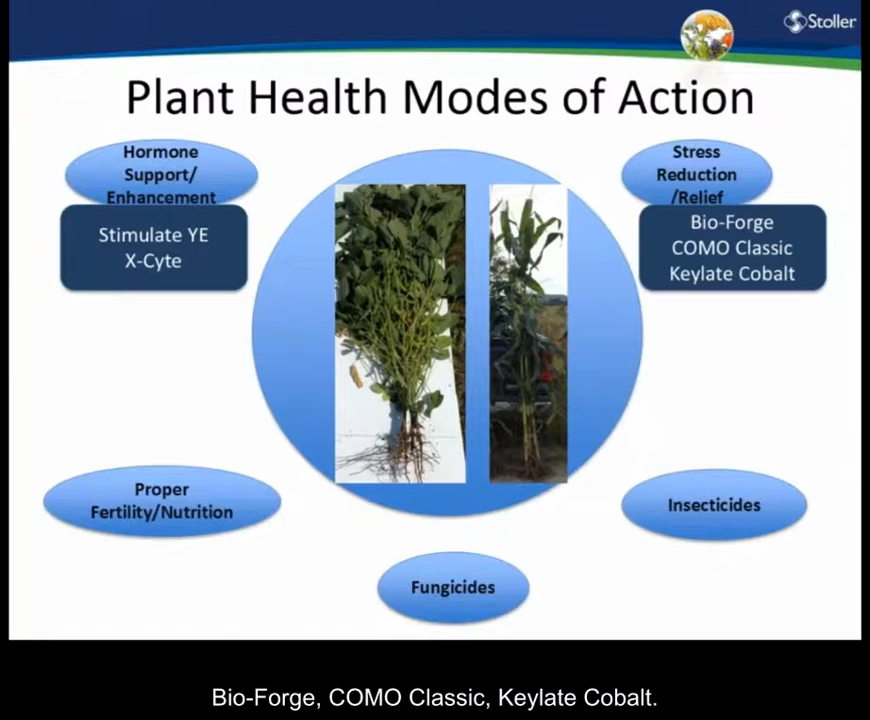 Stoller
Plant Health Modes of Action
Hormone
Support/
Enhancement
Stimulate YE
X-Cyte
Stress
Reduction
/Relief
Bio-Forge
COMO Classic
Keylate Cobalt
Proper
Fertility/Nutrition
Insecticides
Fungicides
Bio-Forge, COMO Classic, Keylate Cobalt.